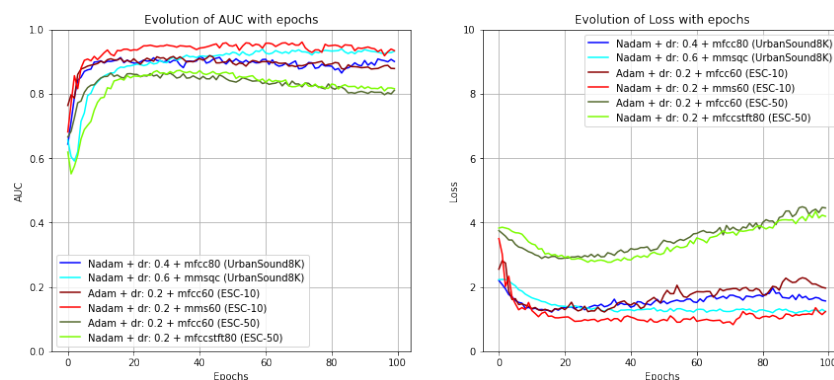 Evolution of AUC with epochs
1.0
0.8
0.6
0.4
0.2
0.0
AUC
0
20
40
60
80
100
Epochs
Nadam + dr: 0.4 + mfcc80 (UrbanSound8K)
Nadam + dr: 0.6 + mmsqc (UrbanSound8K)
Adam + dr: 0.2 + mfcc60 (ESC-10)
Nadam + dr: 0.2 + mms60 (ESC-10)
Adam + dr: 0.2 + mfcc60 (ESC-50)
Nadam + dr: 0.2 + mfccstft80 (ESC-50)
Evolution of Loss with epochs
10
8
6
4
2
0
Loss
0
20
40
60
80
100
Epochs
Nadam + dr: 0.4 + mfcc80 (UrbanSound8K)
Nadam + dr: 0.6 + mmsqc (UrbanSound8K)
Adam + dr: 0.2 + mfcc60 (ESC-10)
Nadam + dr: 0.2 + mms60 (ESC-10)
Adam + dr: 0.2 + mfcc60 (ESC-50)
Nadam + dr: 0.2 + mfccstft80 (ESC-50)